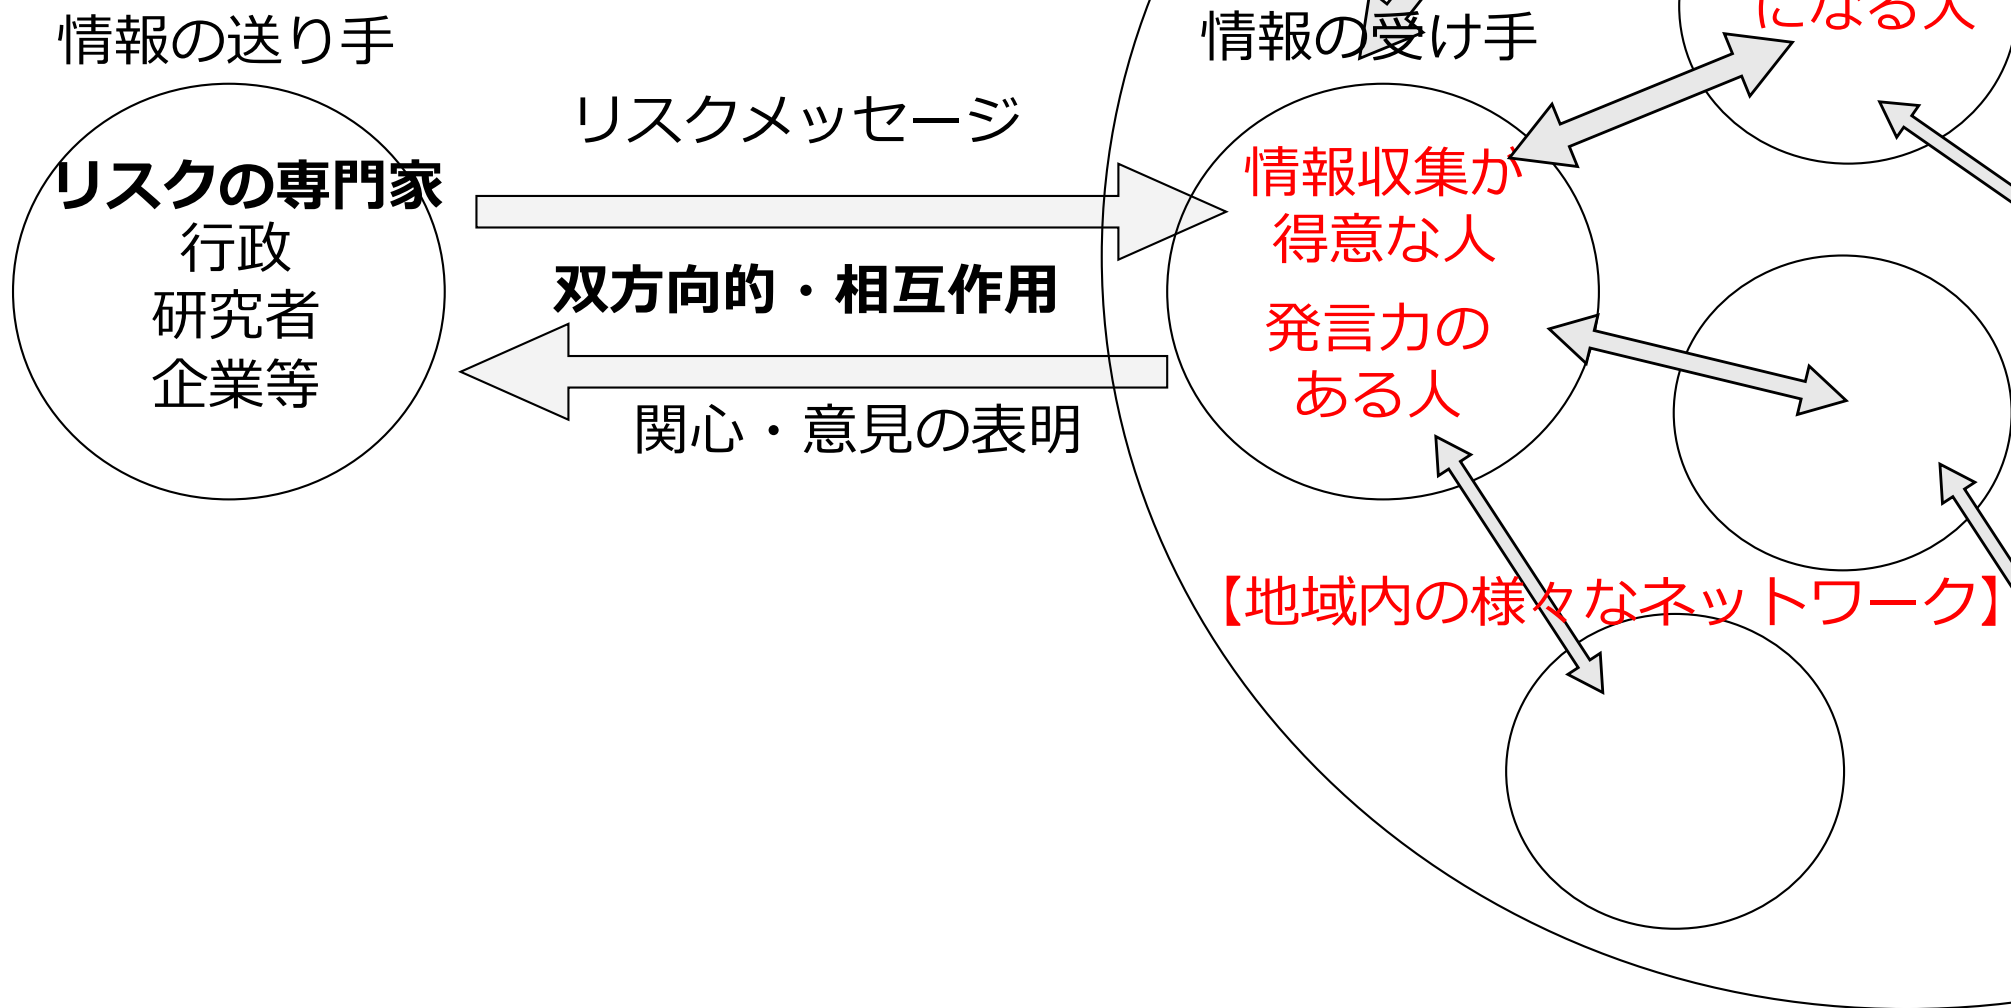 情報の送り手
リスクの専門家
行政
研究者
企業等
リスクメッセージ
双方向的・相互作用
関心・意見の表明
情報の受け手
情報収集が
得意な人
発言力の
ある人
になる人
【地域内の様々なネットワーク】